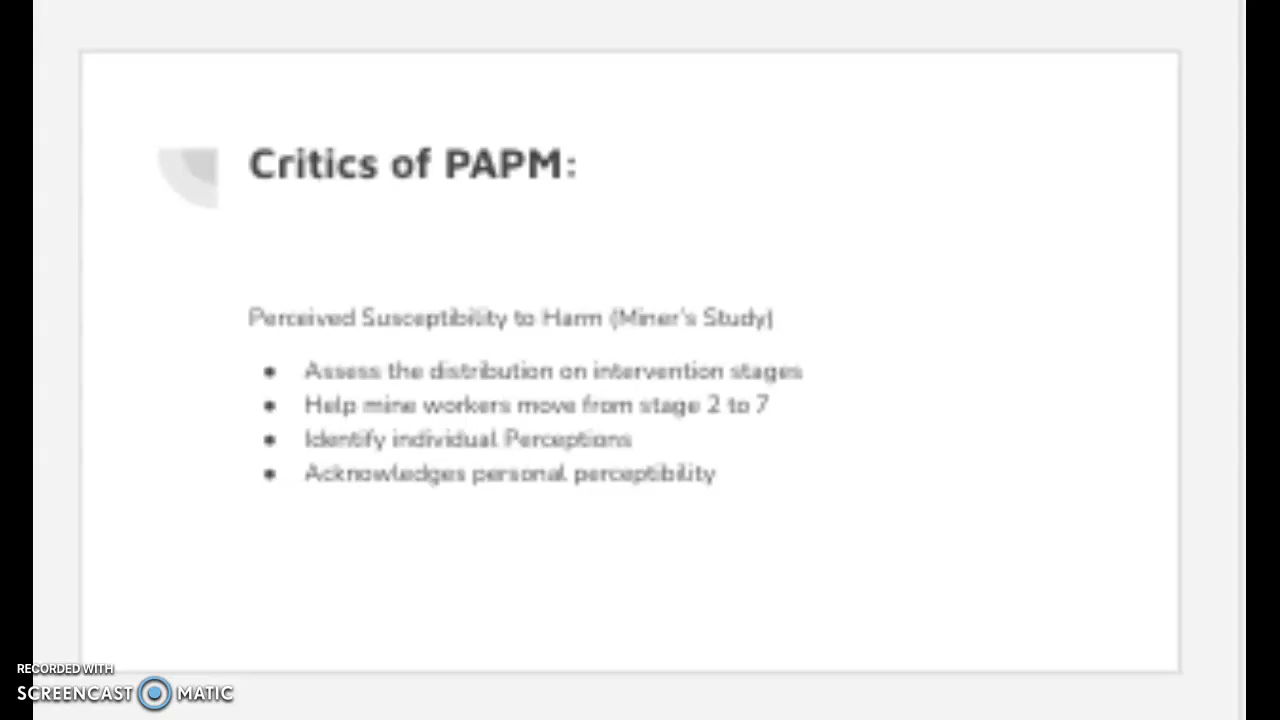 Critics of PAPM:
Perceived Susceptibility to Harm (Miner's Study)
● Assess the distribution on intervention stages
● Help mine workers move from stage 2 to 7
● Identify individual Perceptions
● Acknowledges personal perceptibility
RECORDED WITH
SCREENCAST MATIC